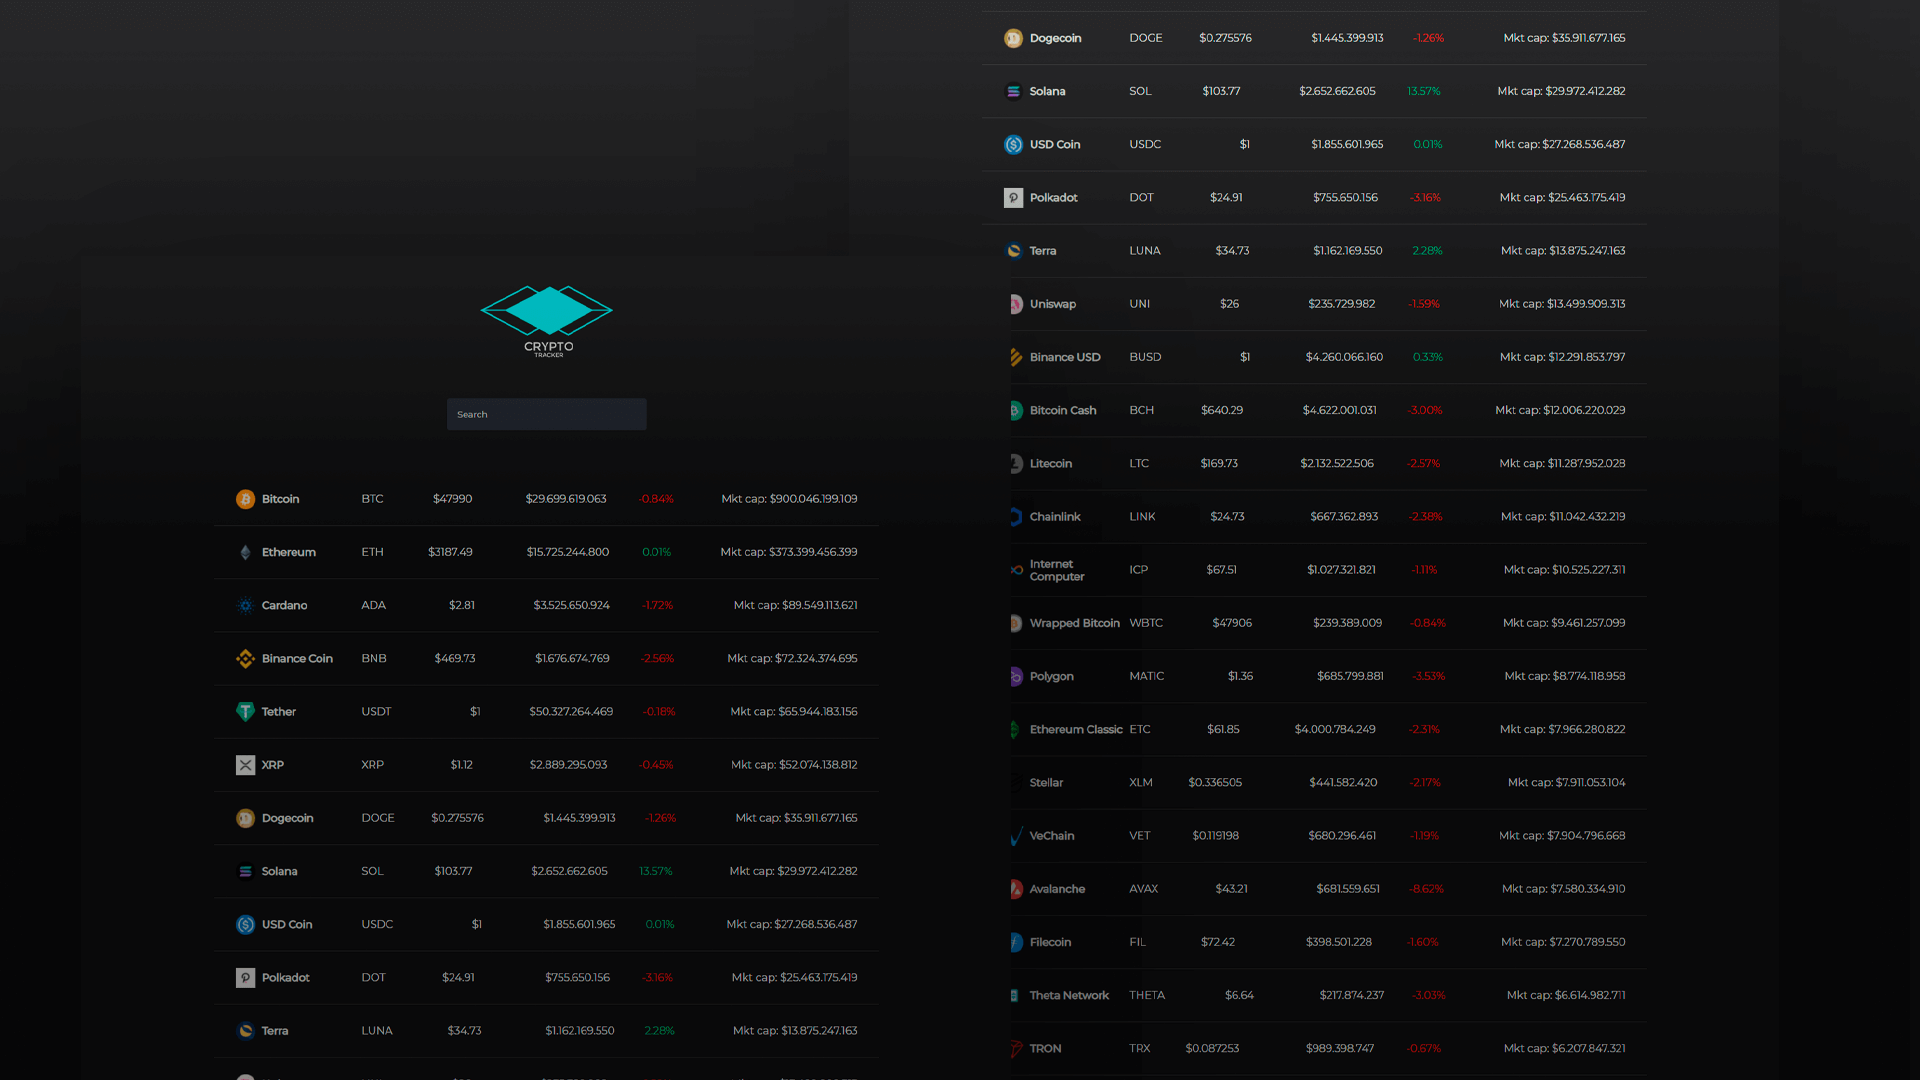 CRYPTO
TRACKER
Search
Bitcoin BTC $47990 $29.699.619.063 -0.84% Mkt cap: $900.046.199.109
Ethereum ETH $3187.49 $15.725.244.800 0.01% Mkt cap: $373.399.456.399
Cardano ADA $2.81 $3.525.650.924 -1.72% Mkt cap: $89.549.113.621
Binance Coin BNB $469.73 $1.676.674.769 -2.56% Mkt cap: $72.324.374.695
Tether USDT $1 $50.327.264.469 -0.18% Mkt cap: $65.944.183.156
XRP XRP $1.12 $2.889.295.093 -0.45% Mkt cap: $52.074.138.812
Dogecoin DOGE $0.275576 $1.445.399.913 -1.26% Mkt cap: $35.911.677.165
Solana SOL $103.77 $2.652.662.605 13.57% Mkt cap: $29.972.412.282
USD Coin USDC $1 $1.855.601.965 0.01% Mkt cap: $27.268.536.487
Polkadot DOT $24.91 $755.650.156 -3.16% Mkt cap: $25.463.175.419
Terra LUNA $34.73 $1.162.169.550 2.28% Mkt cap: $13.875.247.163
Dogecoin DOGE $0.275576 $1.445.399.913 -1.26% Mkt cap: $35.911.677.165
Solana SOL $103.77 $2.652.662.605 13.57% Mkt cap: $29.972.412.282
USD Coin USDC $1 $1.855.601.965 0.01% Mkt cap: $27.268.536.487
Polkadot DOT $24.91 $755.650.156 -3.16% Mkt cap: $25.463.175.419
Terra LUNA $34.73 $1.162.169.550 2.28% Mkt cap: $13.875.247.163
Uniswap UNI $26 $235.729.982 -1.59% Mkt cap: $13.499.909.313
Binance USD BUSD $1 $4.260.066.160 0.33% Mkt cap: $12.291.853.797
Bitcoin Cash BCH $640.29 $4.622.001.031 -3.00% Mkt cap: $12.006.220.029
Litecoin LTC $169.73 $2.132.522.506 -2.57% Mkt cap: $11.287.952.028
Chainlink LINK $24.73 $667.362.893 -2.38% Mkt cap: $11.042.432.219
Internet
Computer ICP $67.51 $1.027.321.821 -1.11% Mkt cap: $10.525.227.311
Wrapped Bitcoin WBTC $47906 $239.389.009 -0.84% Mkt cap: $9.461.257.099
Polygon MATIC $1.36 $685.799.881 -3.53% Mkt cap: $8.774.118.958
Ethereum Classic ETC $61.85 $4.000.784.249 -2.31% Mkt cap: $7.966.280.822
Stellar XLM $0.336505 $441.582.420 -2.17% Mkt cap: $7.911.053.104
VeChain VET $0.119198 $680.296.461 -1.19% Mkt cap: $7.904.796.668
Avalanche AVAX $43.21 $681.559.651 -8.62% Mkt cap: $7.580.334.910
Filecoin FIL $72.42 $398.501.228 -1.60% Mkt cap: $7.270.789.550
Theta Network THETA $6.64 $217.874.237 -3.03% Mkt cap: $6.614.982.711
TRON TRX $0.087253 $989.398.747 -0.67% Mkt cap: $6.207.847.321